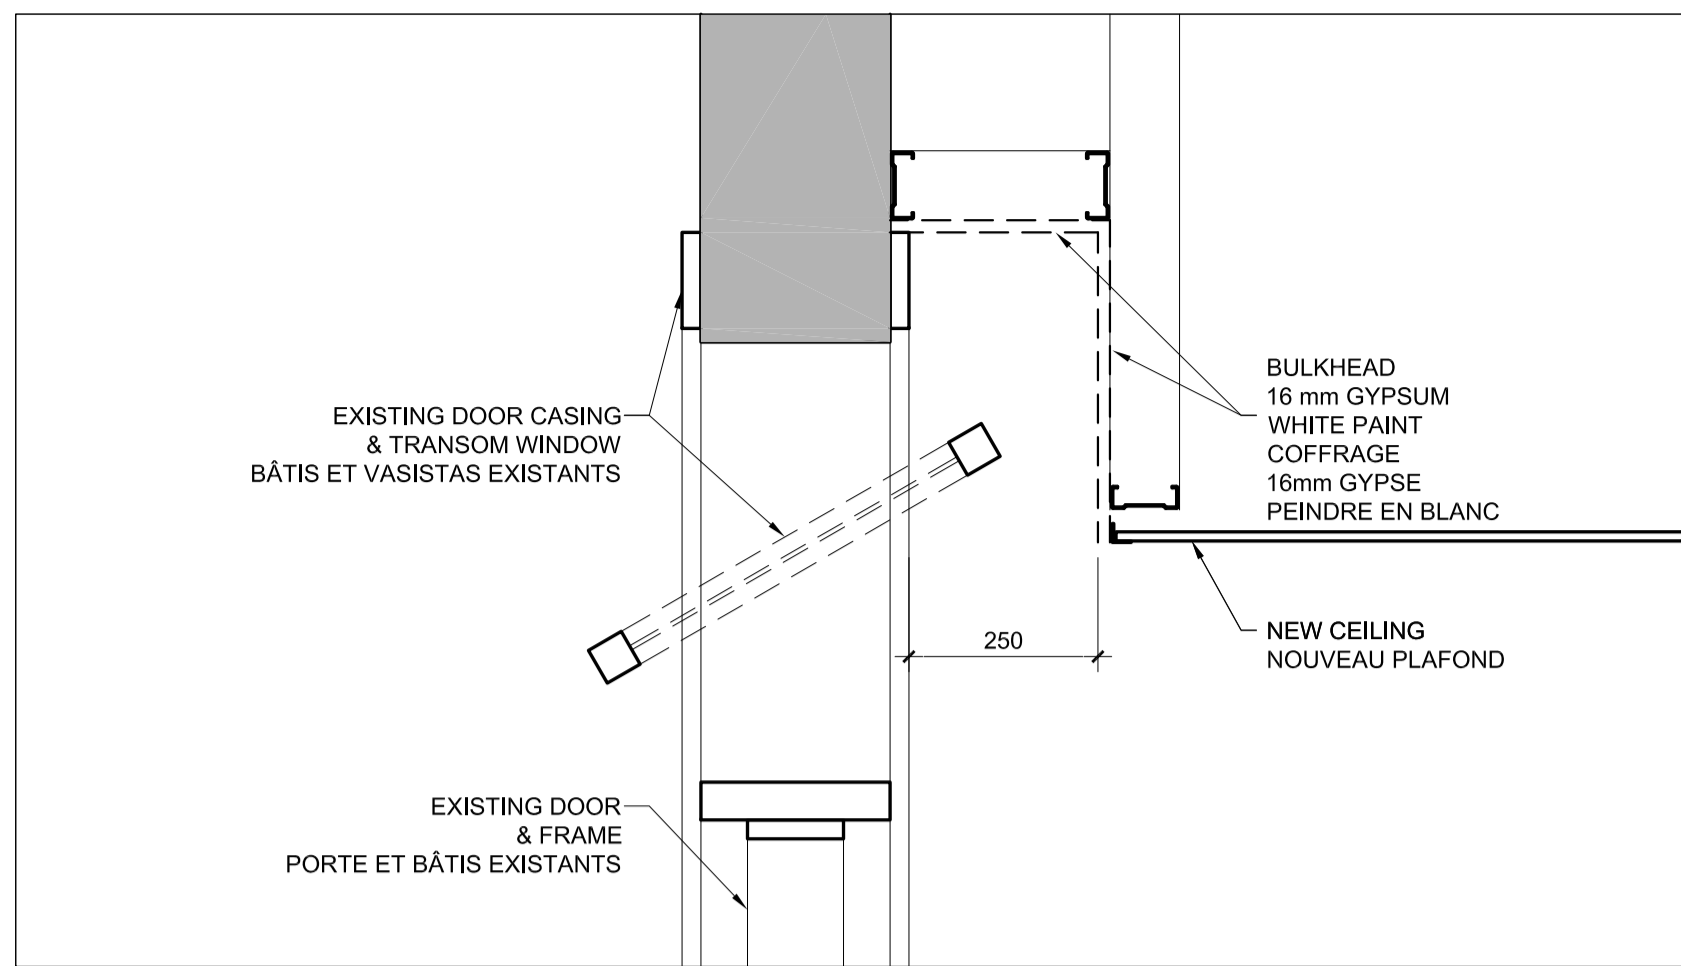 EXISTING DOOR CASING
& TRANSOM WINDOW
BÂTIS ET VASISTAS EXISTANTS
BULKHEAD
16 mm GYPSUM
WHITE PAINT
COFFRAGE
16mm GYPSE
PEINDRE EN BLANC
250
NEW CEILING
NOUVEAU PLAFOND
EXISTING DOOR
& FRAME
PORTE ET BÂTIS EXISTANTS